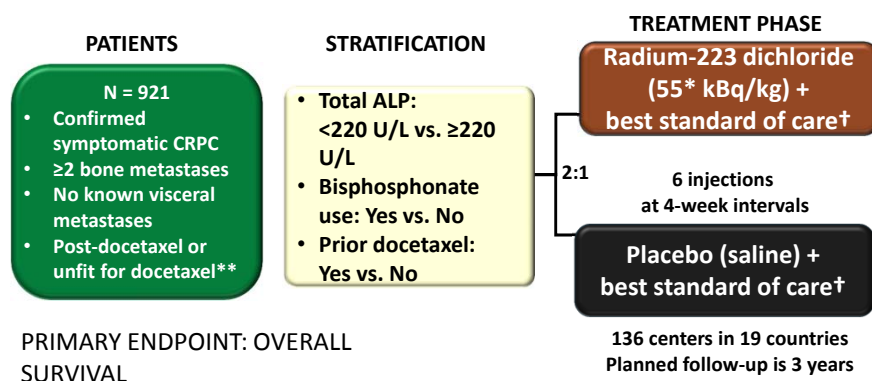 PATIENTS
N = 921
• Confirmed
symptomatic CRPC
• ≥2 bone metastases
• No known visceral
metastases
• Post-docetaxel or
unfit for docetaxel**
STRATIFICATION
• Total ALP:
<220 U/L vs. ≥220
U/L
• Bisphosphonate
use: Yes vs. No
• Prior docetaxel:
Yes vs. No
2:1
TREATMENT PHASE
Radium-223 dichloride
(55* kBq/kg) +
best standard of care†
6 injections
at 4-week intervals
Placebo (saline) +
best standard of care†
136 centers in 19 countries
Planned follow-up is 3 years
PRIMARY ENDPOINT: OVERALL
SURVIVAL